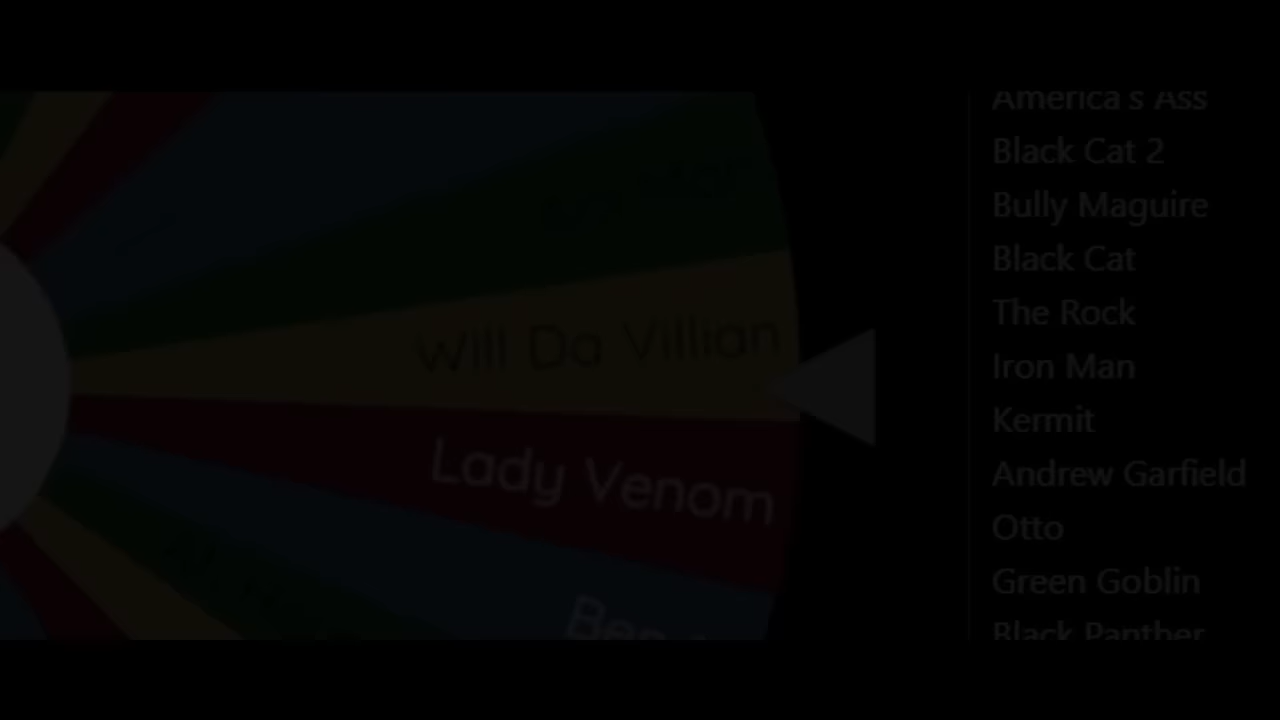 Will Da Villian
Lady Venom
America's Ass
Black Cat 2
Bully Maguire
Black Cat
The Rock
Iron Man
Kermit
Andrew Garfield
Otto
Green Goblin
Black Panther